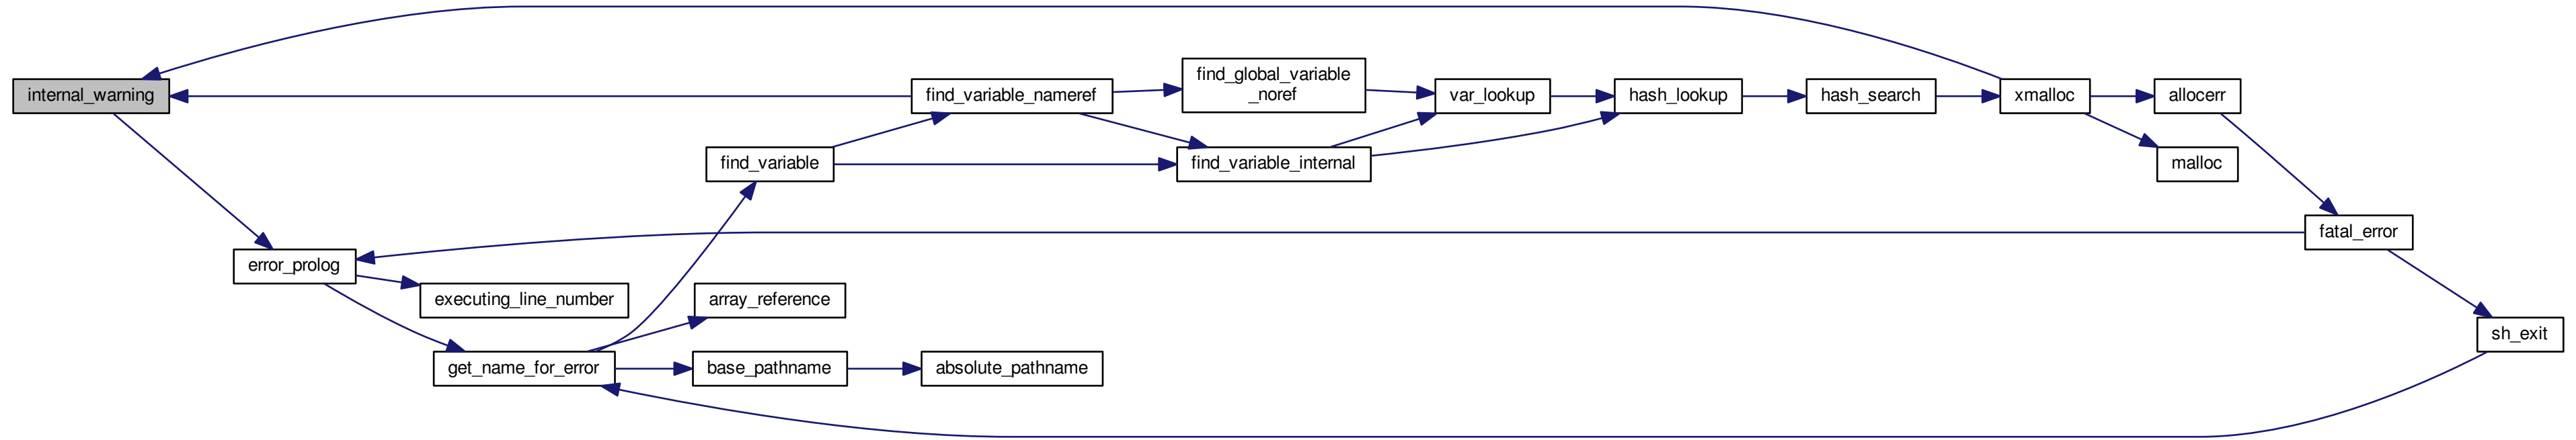 internal_warning
error_prolog
executing_line_number
get_name_for_error
find_variable
array_reference
base_pathname
find_variable_nameref
absolute_pathname
find_global_variable
_noref
find_variable_internal
var_lookup
hash_lookup
hash_search
xmalloc
allocerr
malloc
fatal_error
sh_exit